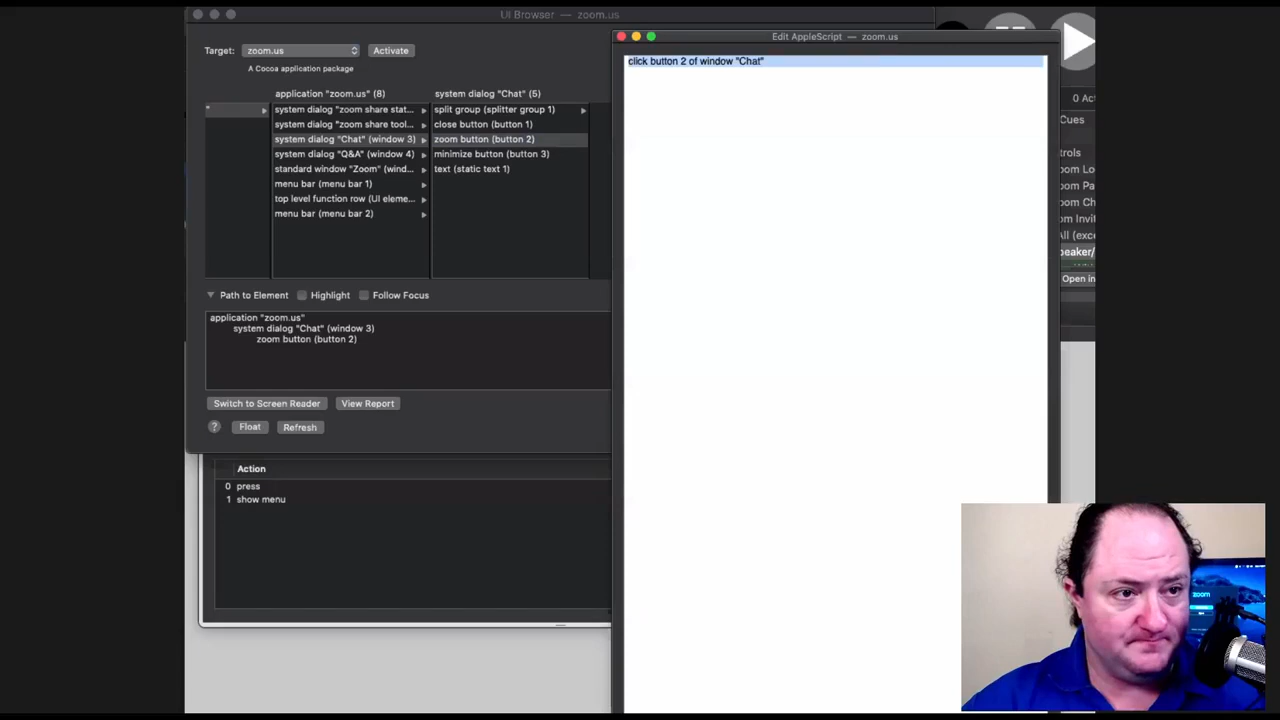 UI Browser — zoom.us
Edit AppleScript — zoom.us
Target: zoom.us Activate
A Cocoa application package
click button 2 of window "Chat"
application "zoom.us" (8)
system dialog "Chat" (5)
system dialog "zoom share stat...
split group (splitter group 1)
system dialog "zoom share tool...
close button (button 1)
system dialog "Chat" (window 3)
zoom button (button 2)
system dialog "Q&A" (window 4)
minimize button (button 3)
standard window "Zoom" (wind...
text (static text 1)
menu bar (menu bar 1)
top level function row (UI eleme...
menu bar (menu bar 2)
Path to Element Highlight Follow Focus
application "zoom.us"
system dialog "Chat" (window 3)
zoom button (button 2)
Switch to Screen Reader View Report
? Float Refresh
Action
0 press
1 show menu
0 Act
Cues
trols
oom Lo
oom Pa
oom Ch
om Invit
All (exc
peaker/
Open in
zoom